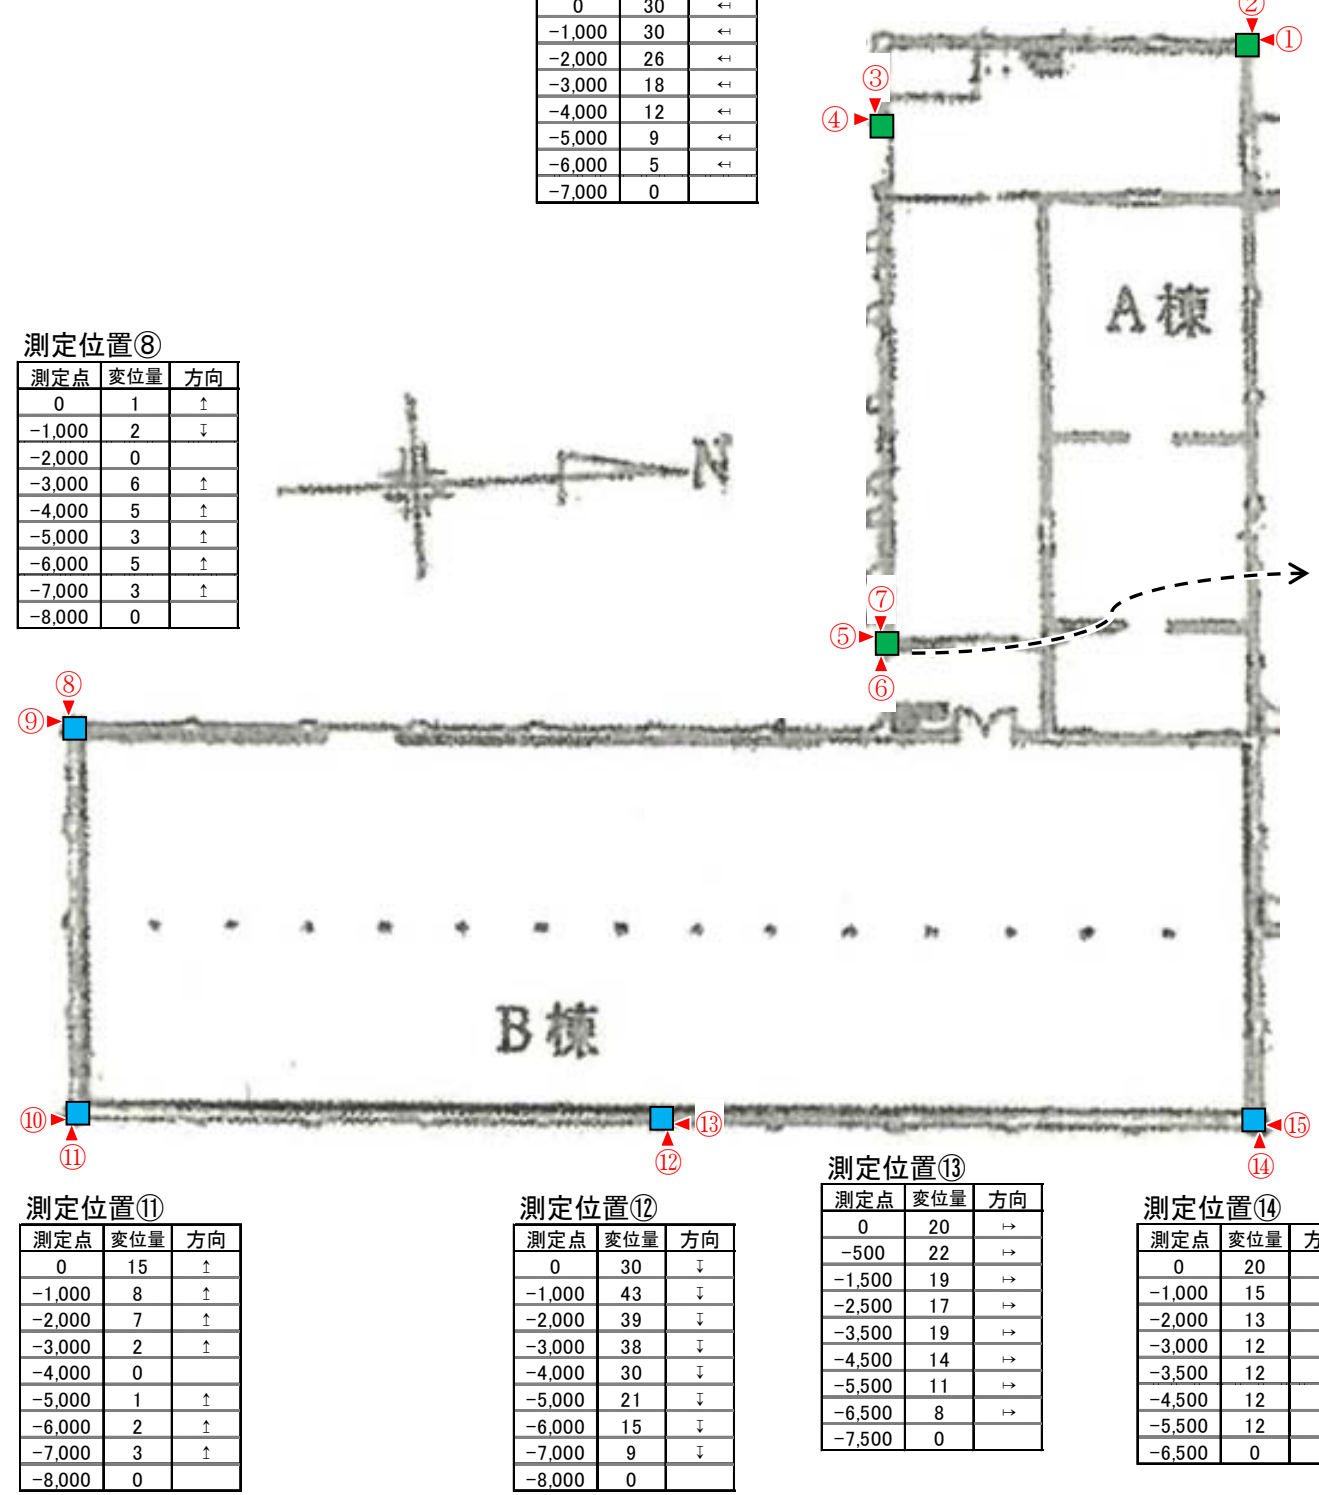 0 30 ↤
-1,000 30 ↤
-2,000 26 ↤
-3,000 18 ↤
-4,000 12 ↤
-5,000 9 ↤
-6,000 5 ↤
-7,000 0
②
①
③
④
A棟
測定位置⑧
測定点 変位量 方向
0 1 ↥
-1,000 2 ↧
-2,000 0
-3,000 6 ↥
-4,000 5 ↥
-5,000 3 ↥
-6,000 5 ↥
-7,000 3 ↥
-8,000 0
N
⑦
⑤
⑥
⑧
⑨
B棟
⑩
⑪
⑬
⑫
⑮
⑭
測定位置⑪
測定点 変位量 方向
0 15 ↥
-1,000 8 ↥
-2,000 7 ↥
-3,000 2 ↥
-4,000 0
-5,000 1 ↥
-6,000 2 ↥
-7,000 3 ↥
-8,000 0
測定位置⑫
測定点 変位量 方向
0 30 ↧
-1,000 43 ↧
-2,000 39 ↧
-3,000 38 ↧
-4,000 30 ↧
-5,000 21 ↧
-6,000 15 ↧
-7,000 9 ↧
-8,000 0
測定位置⑬
測定点 変位量 方向
0 20 ↦
-500 22 ↦
-1,500 19 ↦
-2,500 17 ↦
-3,500 19 ↦
-4,500 14 ↦
-5,500 11 ↦
-6,500 8 ↦
-7,500 0
測定位置⑭
測定点 変位量
0 20
-1,000 15
-2,000 13
-3,000 12
-3,500 12
-4,500 12
-5,500 12
-6,500 0